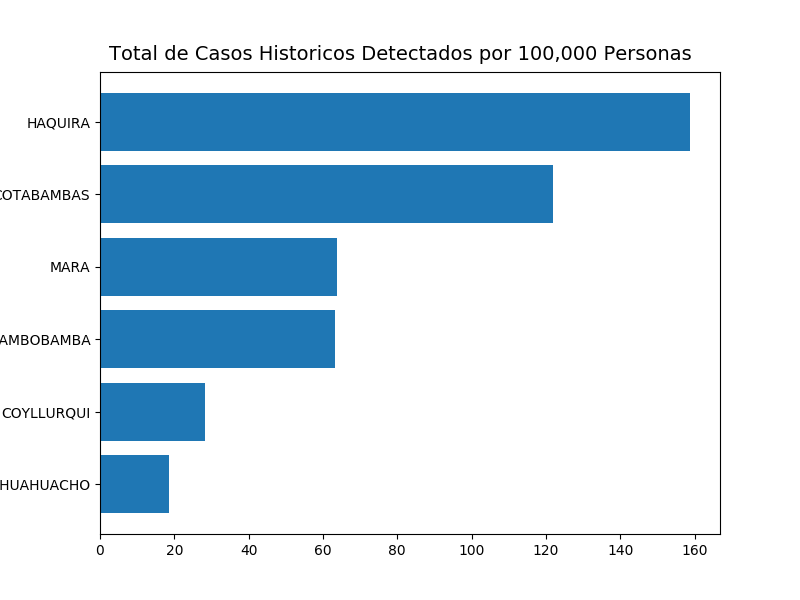 Total de Casos Historicos Detectados por 100,000 Personas
HAQUIRA
COTABAMBAS
MARA
AMBOBAMBA
COYLLURQUI
HUAHUACHO
0 20 40 60 80 100 120 140 160